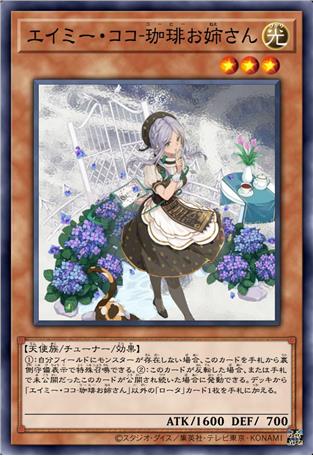 コーヒー ねえ
エイミー・ココ-珈琲お姉さん
光
【天使族/チューナー/効果】
①:自分フィールドにモンスターが存在しない場合、このカードを手札から裏
側守備表示で特殊召喚できる。②:このカードが反転した場合、または手札
で未公開だったこのカードが公開され続いた場合に発動できる。デッキから
「エイミー・ココ-珈琲お姉さん」以外の「ロータ」カード1枚を手札に加える。
ATK/1600 DEF/ 700
©スタジオ・ダイス/集英社・テレビ東京・KONAMI